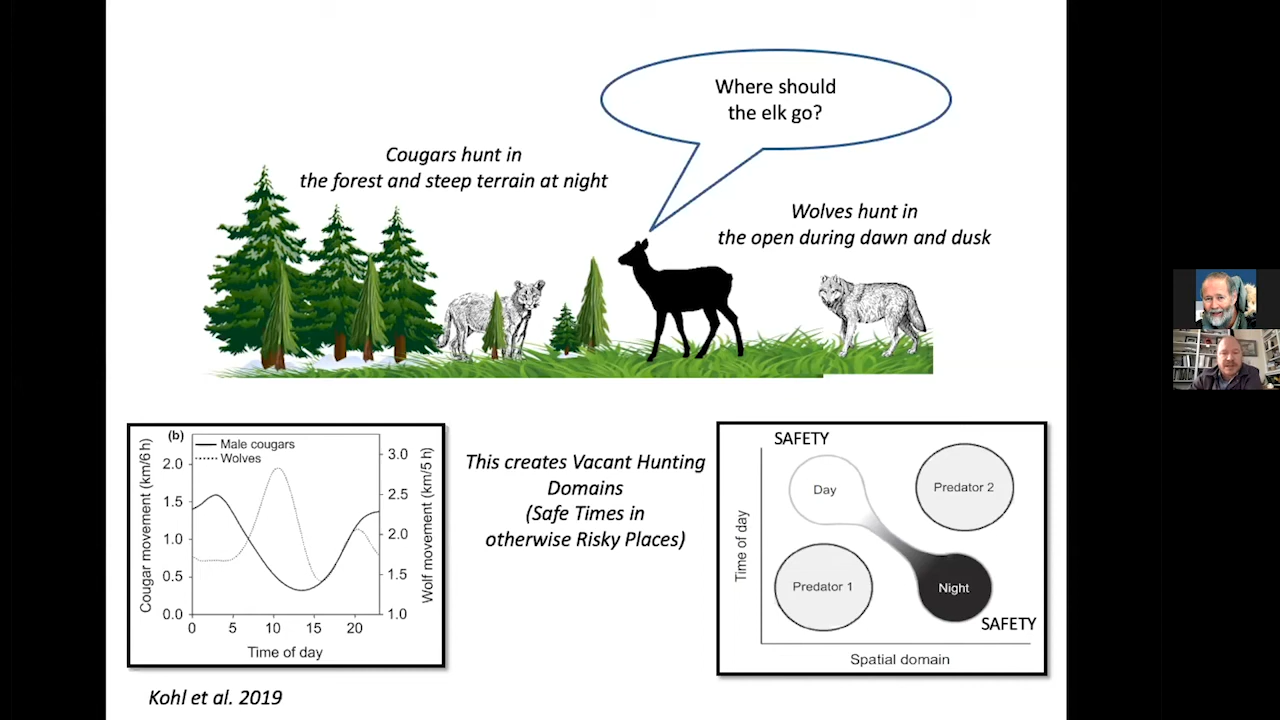 Where should
the elk go?
Cougars hunt in
the forest and steep terrain at night
Wolves hunt in
the open during dawn and dusk
(b)
Male cougars
Wolves
Cougar movement (km/6 h)
2.0
1.5
1.0
0.5
0.0
3.0
2.5
2.0
1.5
1.0
Wolf movement (km/5 h)
0 5 10 15 20
Time of day
This creates Vacant Hunting
Domains
(Safe Times in
otherwise Risky Places)
SAFETY
Day
Predator 2
Time of day
Predator 1
Night
SAFETY
Spatial domain
Kohl et al. 2019